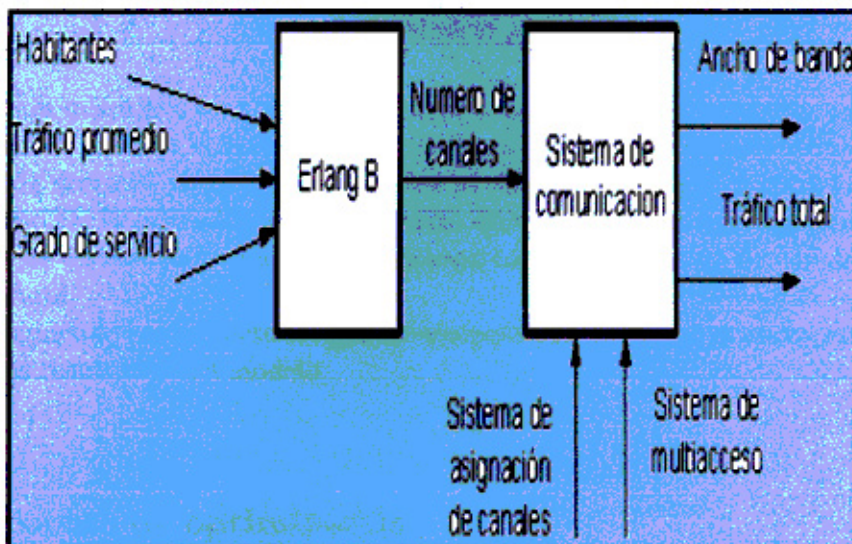 Habitantes
Tráfico promedio
Grado de servicio
Erlang B
Numero de
canales
Sistema de
comunicacion
Ancho de banda
Tráfico total
Sistema de
asignación
de canales
Sistema de
multiacceso